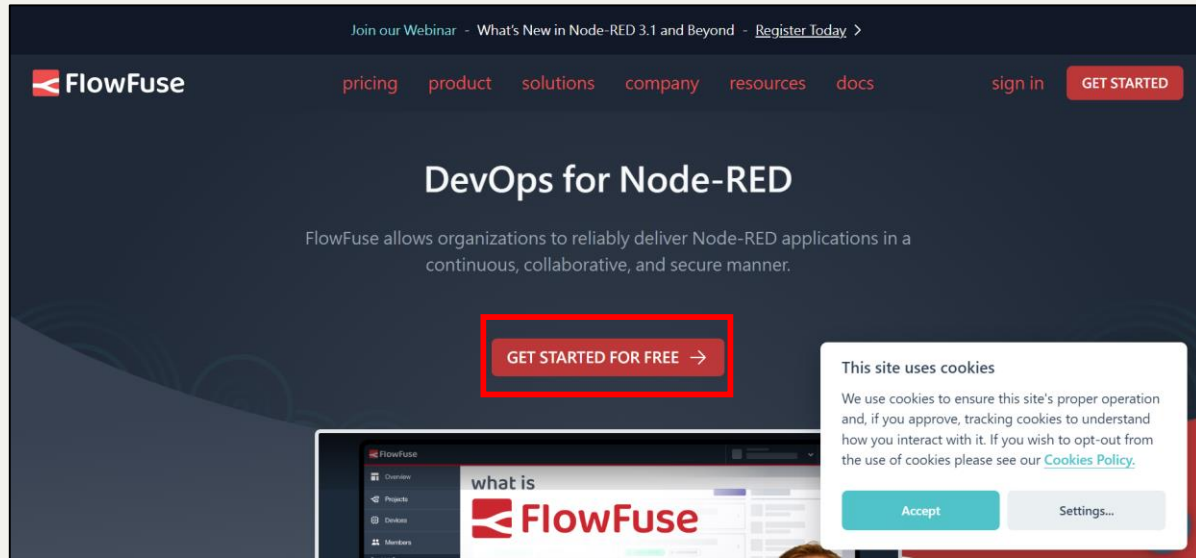 Join our Webinar - What's New in Node-RED 3.1 and Beyond - Register Today >
FlowFuse
pricing product solutions company resources docs sign in GET STARTED
DevOps for Node-RED
FlowFuse allows organizations to reliably deliver Node-RED applications in a
continuous, collaborative, and secure manner.
GET STARTED FOR FREE →
This site uses cookies
We use cookies to ensure this site's proper operation
and, if you approve, tracking cookies to understand
how you interact with it. If you wish to opt-out from
the use of cookies please see our Cookies Policy.
Accept Settings...
FlowFuse
Overview
Projects
Devices
Members
what is
FlowFuse